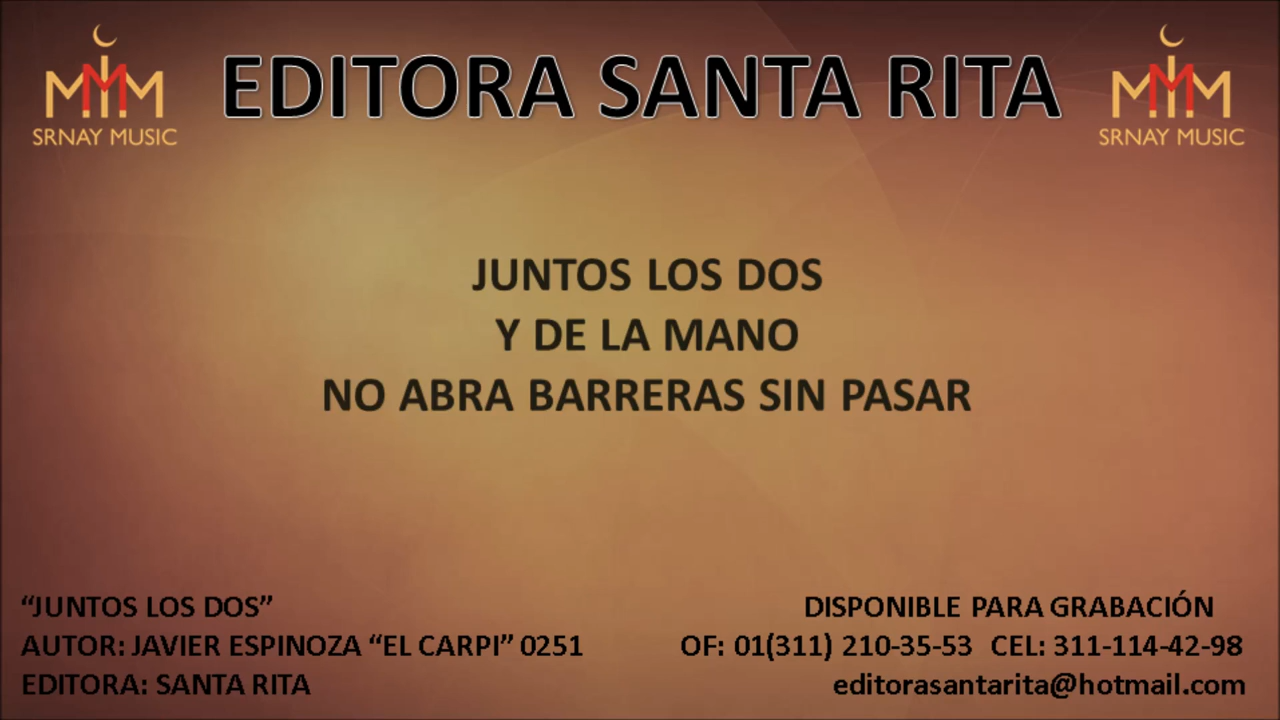 EDITORA SANTA RITA
SRNAY MUSIC
SRNAY MUSIC
JUNTOS LOS DOS
Y DE LA MANO
NO ABRA BARRERAS SIN PASAR
“JUNTOS LOS DOS”
AUTOR: JAVIER ESPINOZA “EL CARPI” 0251
EDITORA: SANTA RITA
DISPONIBLE PARA GRABACIÓN
OF: 01(311) 210-35-53 CEL: 311-114-42-98
editorasantarita@hotmail.com